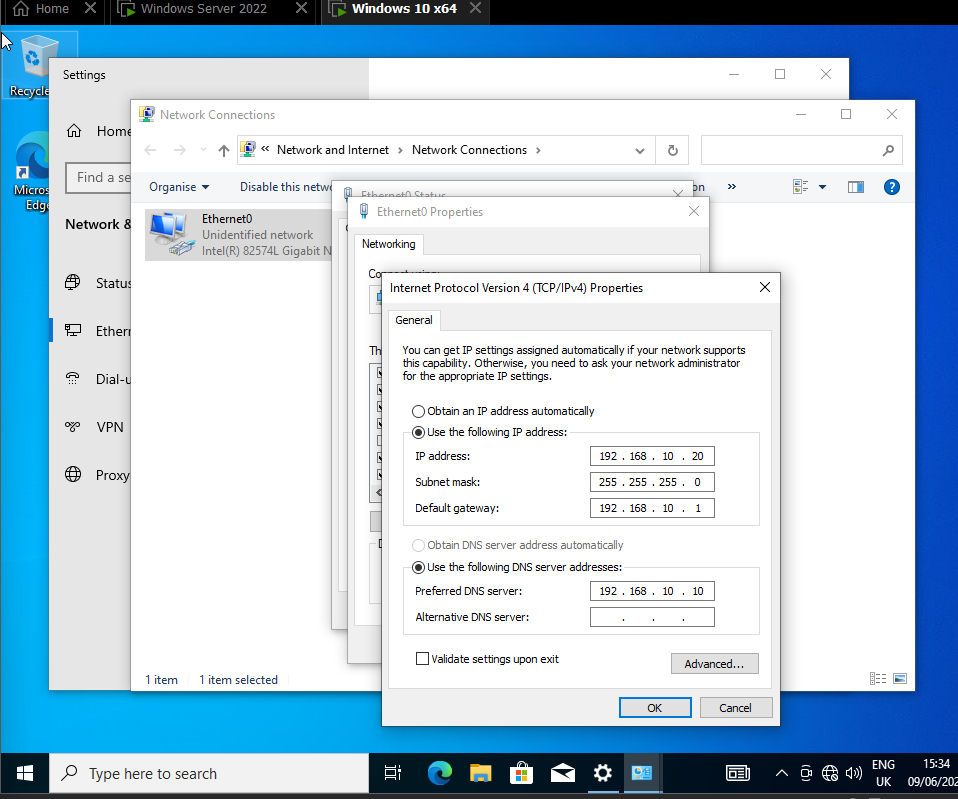 Home
Windows Server 2022
Windows 10 x64
Recycle
Micros
Edge
Settings
Home
Find a se
Network &
Status
Ethern
Dial-u
VPN
Proxy
Network Connections
« Network and Internet > Network Connections >
Organise
Disable this netwo
on
»
Ethernet0
Unidentified network
Intel(R) 82574L Gigabit N
Ethernet0 Status
Ethernet0 Properties
Networking
Connect using:
Th
Internet Protocol Version 4 (TCP/IPv4) Properties
General
You can get IP settings assigned automatically if your network supports
this capability. Otherwise, you need to ask your network administrator
for the appropriate IP settings.
Obtain an IP address automatically
Use the following IP address:
IP address: 192 . 168 . 10 . 20
Subnet mask: 255 . 255 . 255 . 0
Default gateway: 192 . 168 . 10 . 1
Obtain DNS server address automatically
Use the following DNS server addresses:
Preferred DNS server: 192 . 168 . 10 . 10
Alternative DNS server: . . .
Validate settings upon exit
Advanced...
OK
Cancel
1 item
1 item selected
Type here to search
ENG
UK
15:34
09/06/202